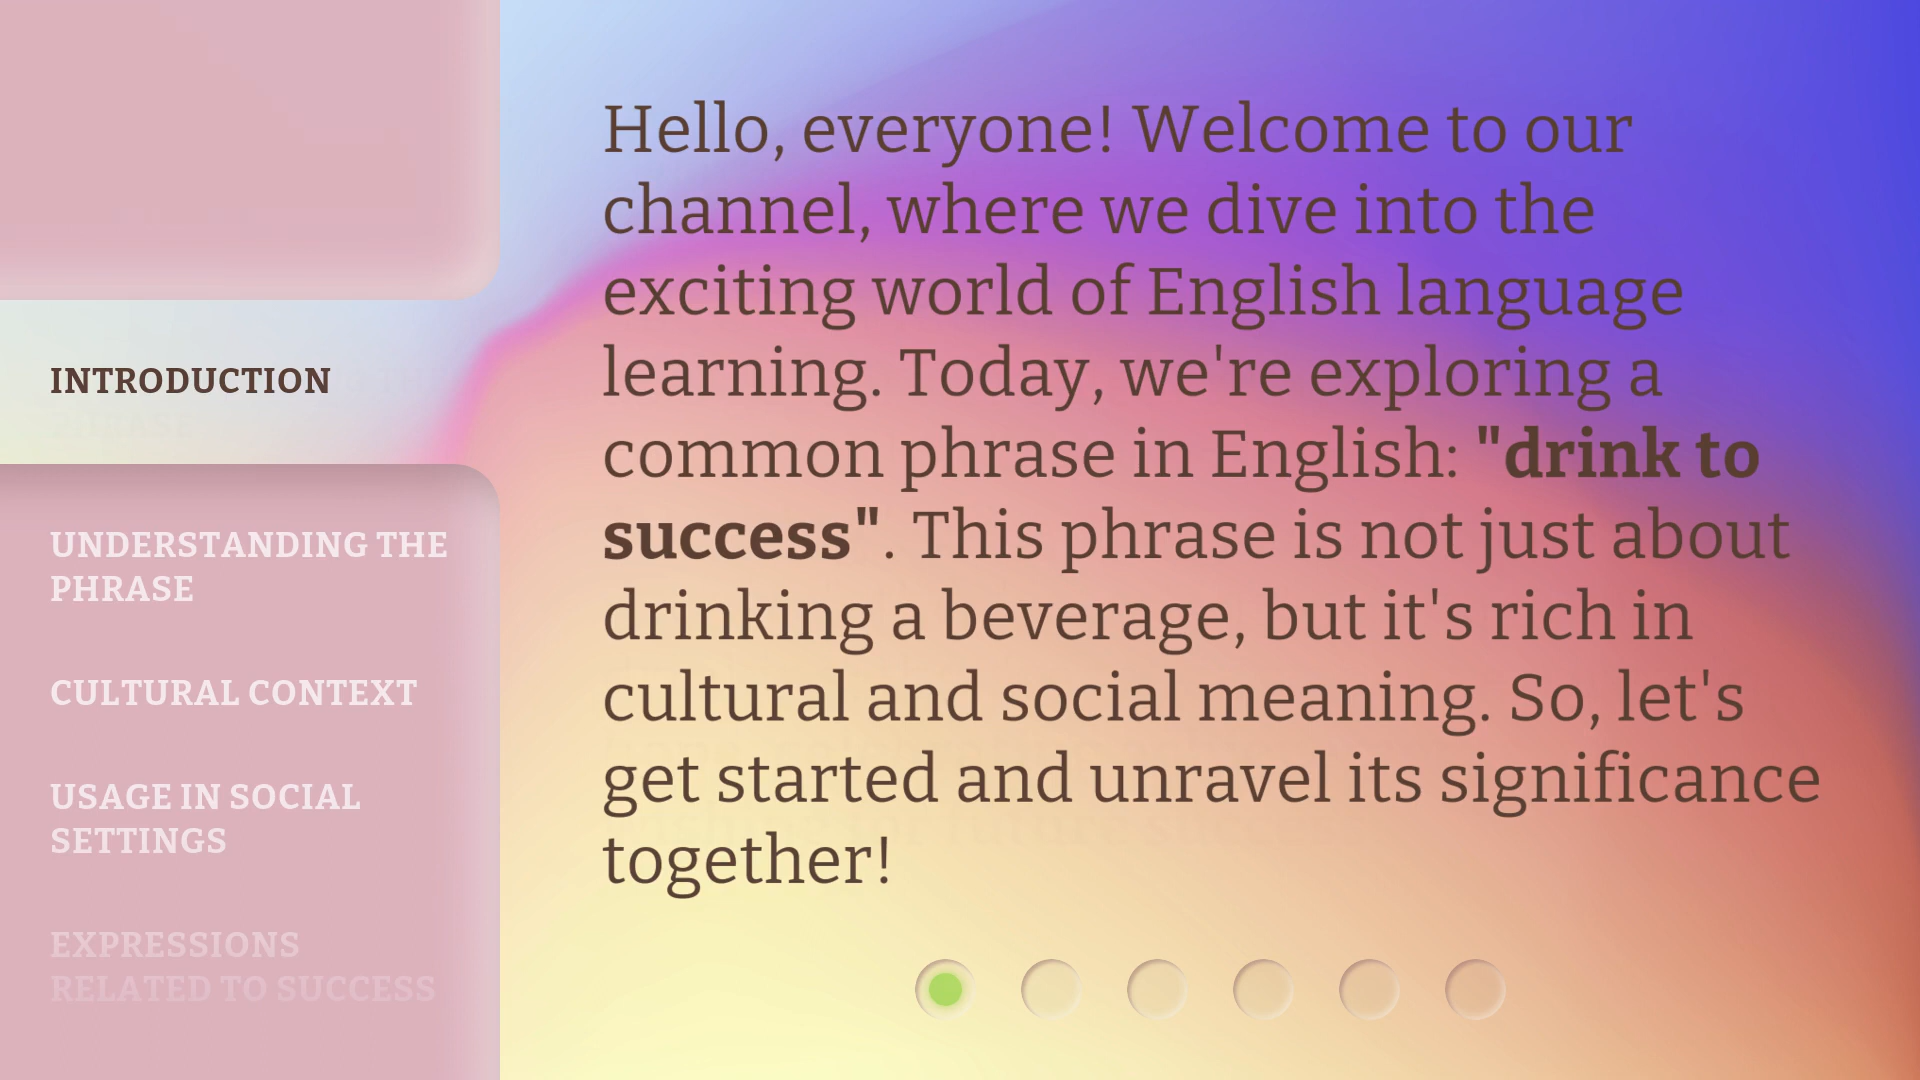 INTRODUCTION
UNDERSTANDING THE
PHRASE
CULTURAL CONTEXT
USAGE IN SOCIAL
SETTINGS
EXPRESSIONS
RELATED TO SUCCESS
Hello, everyone! Welcome to our
channel, where we dive into the
exciting world of English language
learning. Today, we're exploring a
common phrase in English: "drink to
success". This phrase is not just about
drinking a beverage, but it's rich in
cultural and social meaning. So, let's
get started and unravel its significance
together!